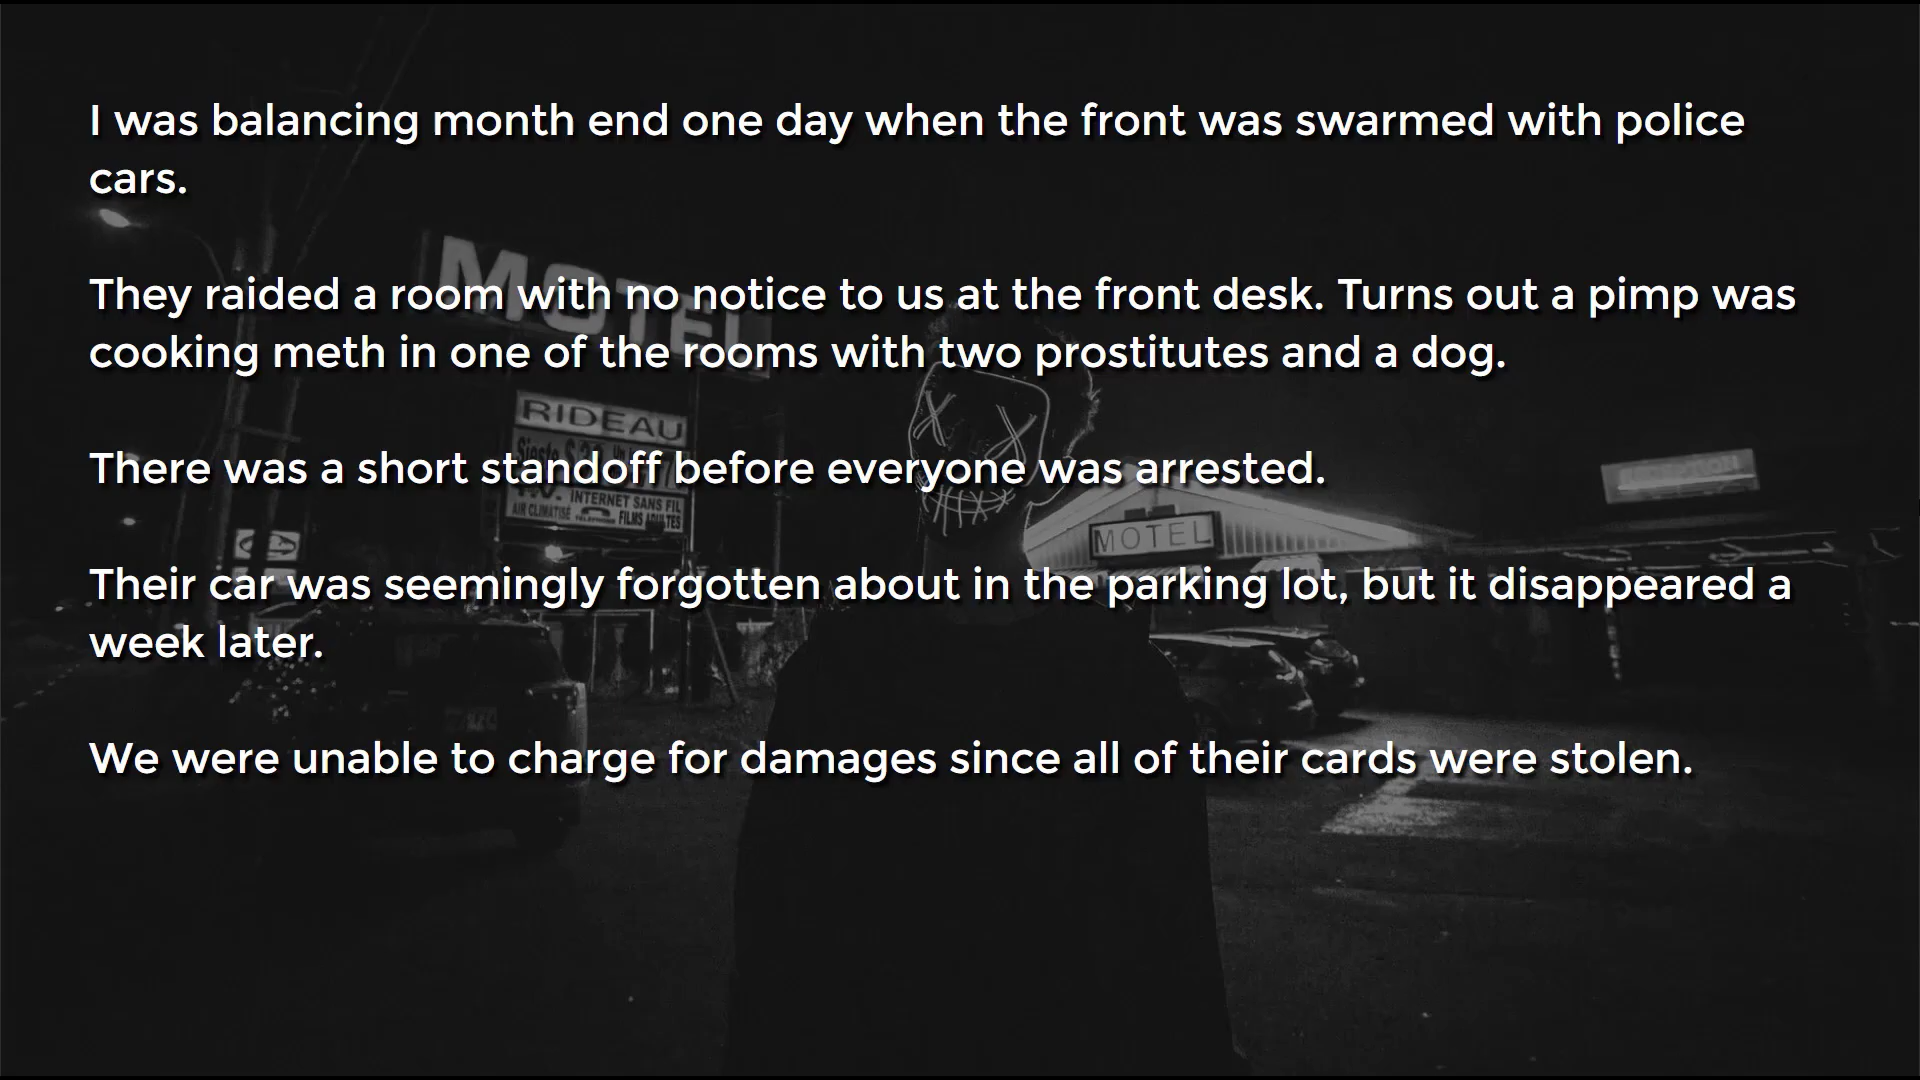 I was balancing month end one day when the front was swarmed with police
cars.
They raided a room with no notice to us at the front desk. Turns out a pimp was
cooking meth in one of the rooms with two prostitutes and a dog.
There was a short standoff before everyone was arrested.
Their car was seemingly forgotten about in the parking lot, but it disappeared a
week later.
We were unable to charge for damages since all of their cards were stolen.
MOTEL
RIDEAU
INTERNET SANS FIL
AIR CLIMATISÉ TELEPHONE FILMS ADULTES
MOTEL
RECEPTION